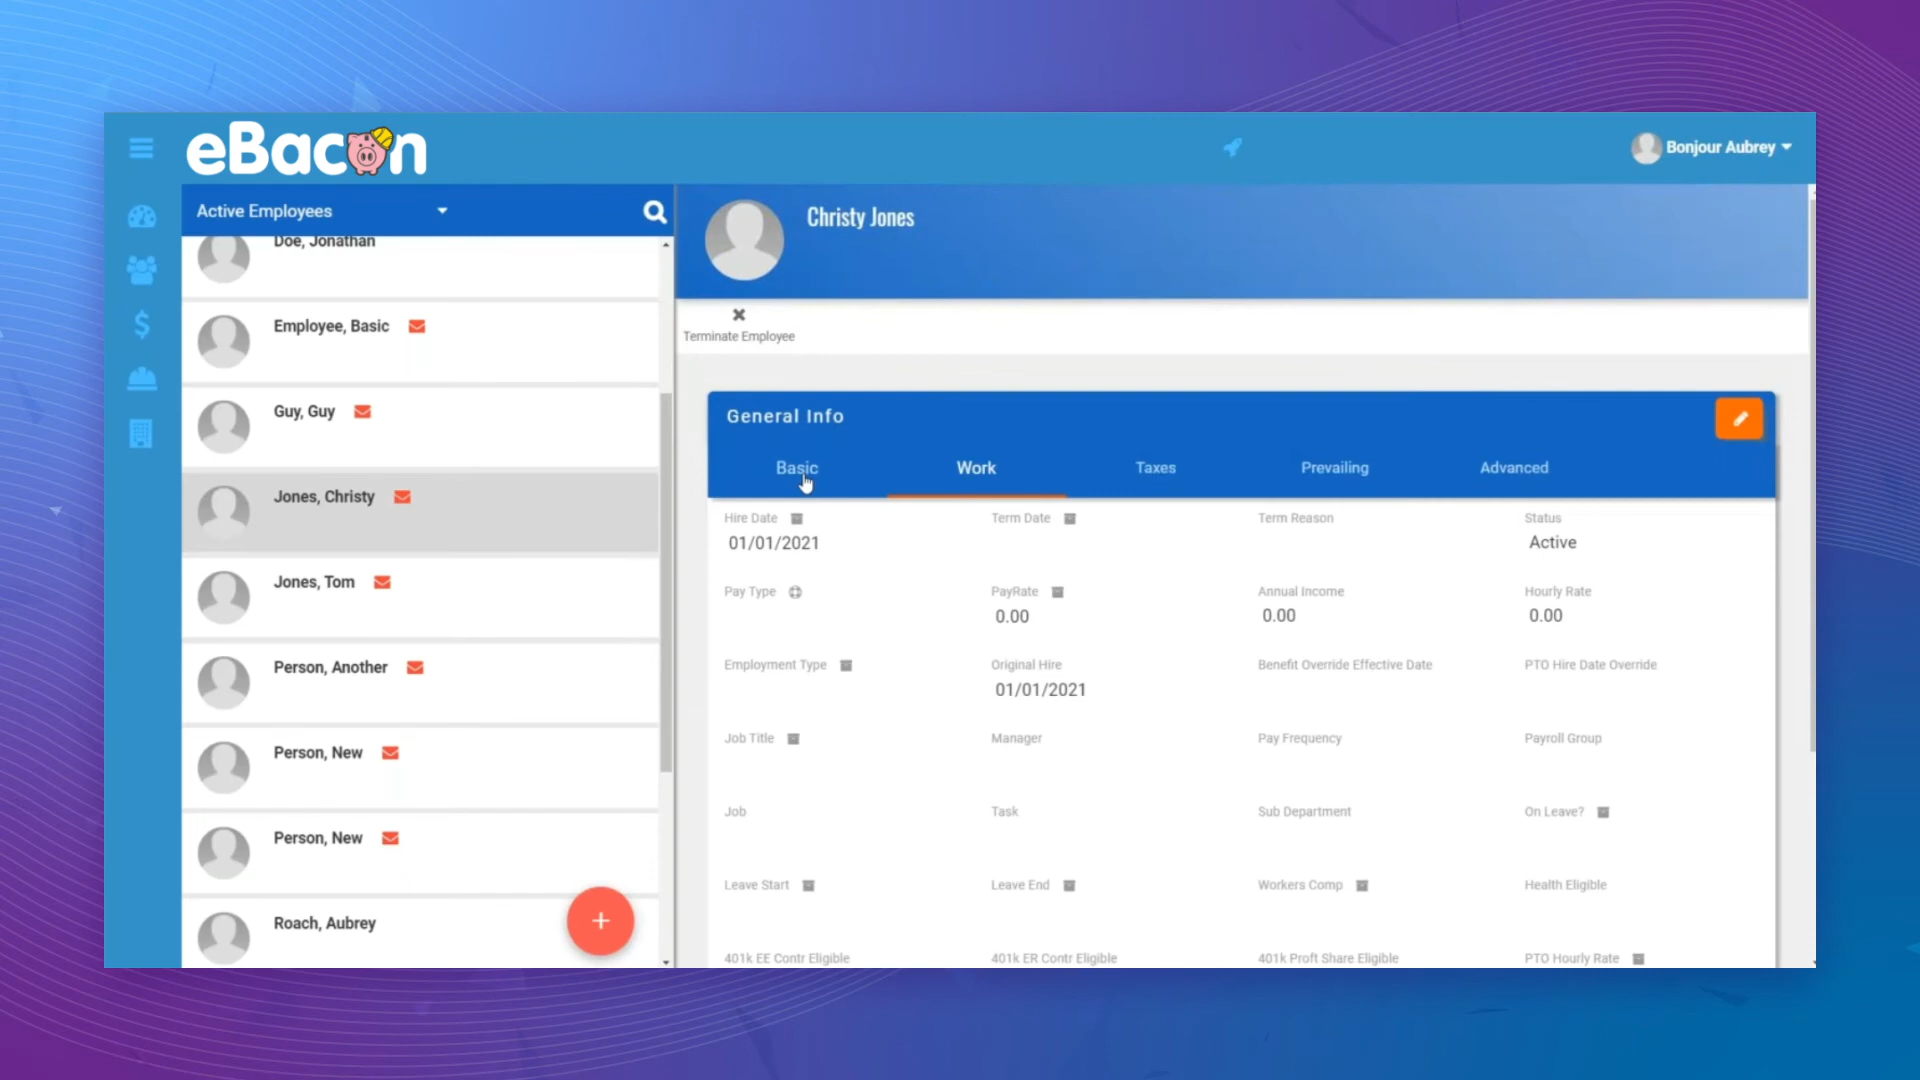 eBacon
Bonjour Aubrey
Active Employees
Doe, Jonathan
Employee, Basic
Guy, Guy
Jones, Christy
Jones, Tom
Person, Another
Person, New
Person, New
Roach, Aubrey
+
Christy Jones
Terminate Employee
General Info
Basic Work Taxes Prevailing Advanced
Hire Date Term Date Term Reason Status
01/01/2021 Active
Pay Type PayRate Annual Income Hourly Rate
0.00 0.00 0.00
Employment Type Original Hire Benefit Override Effective Date PTO Hire Date Override
01/01/2021
Job Title Manager Pay Frequency Payroll Group
Job Task Sub Department On Leave?
Leave Start Leave End Workers Comp Health Eligible
401k EE Contr Eligible 401k ER Contr Eligible 401k Proft Share Eligible PTO Hourly Rate